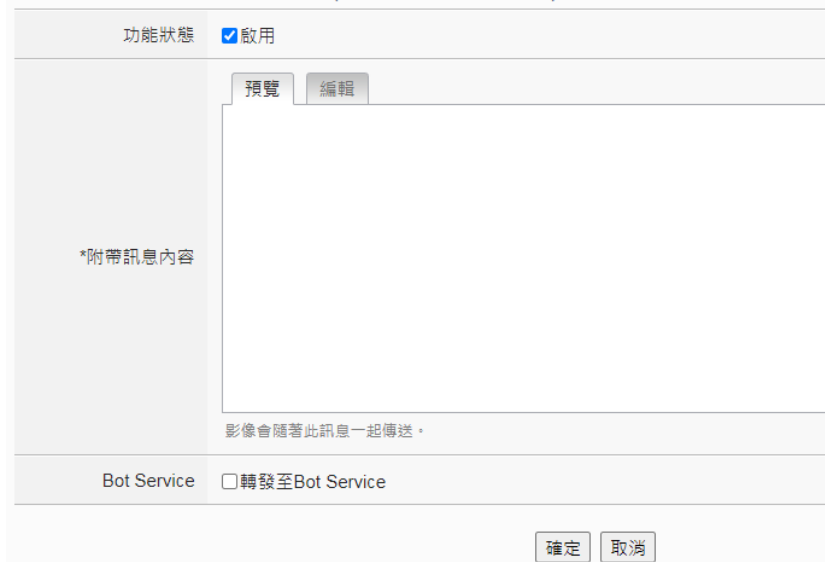 功能狀態 啟用
預覽 編輯
*附帶訊息內容
影像會隨著此訊息一起傳送。
Bot Service 轉發至Bot Service
確定 取消